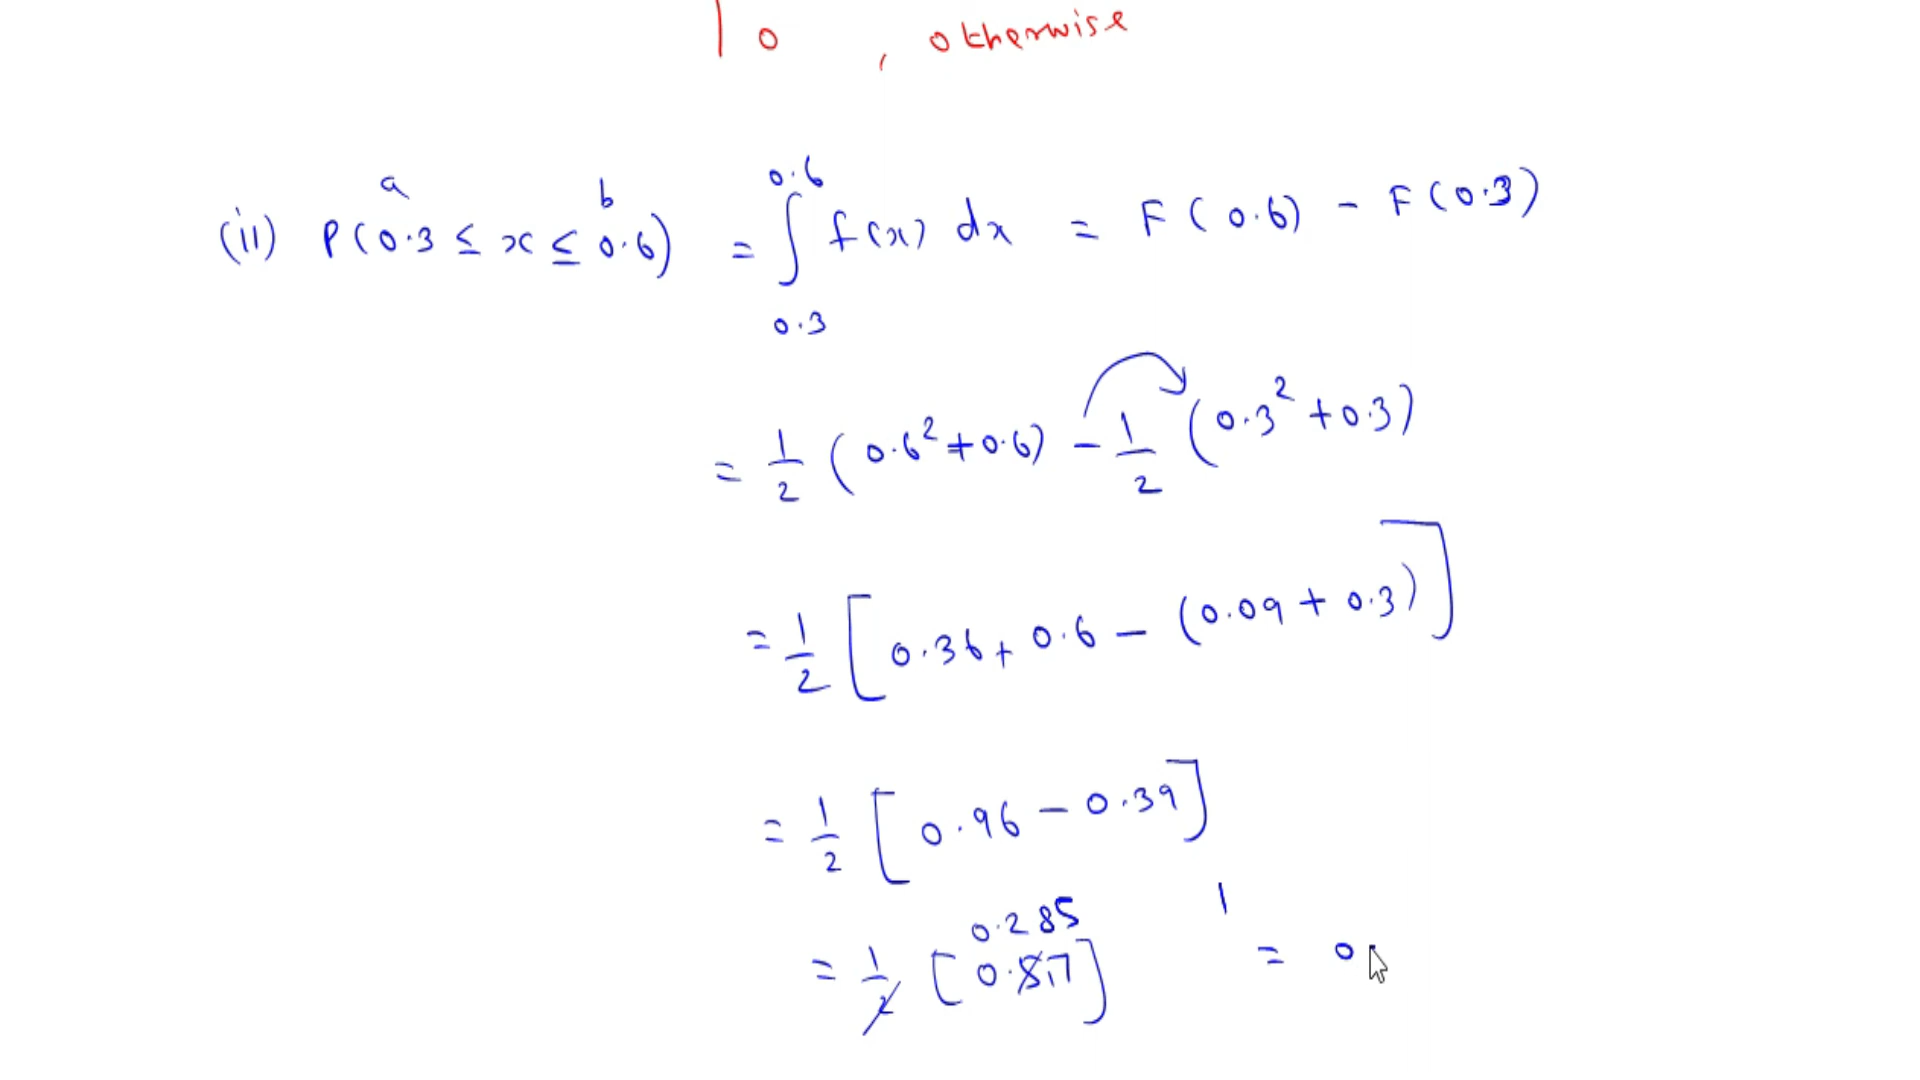 0 , otherwise
a b
(ii) P(0.3 ≤ x ≤ 0.6) = ∫_{0.3}^{0.6} f(x) dx = F(0.6) - F(0.3)
= 1/2 (0.6² + 0.6) - 1/2 (0.3² + 0.3)
= 1/2 [0.36 + 0.6 - (0.09 + 0.3)]
= 1/2 [0.96 - 0.39]
0.285
= 1/2 [0.57] = 0